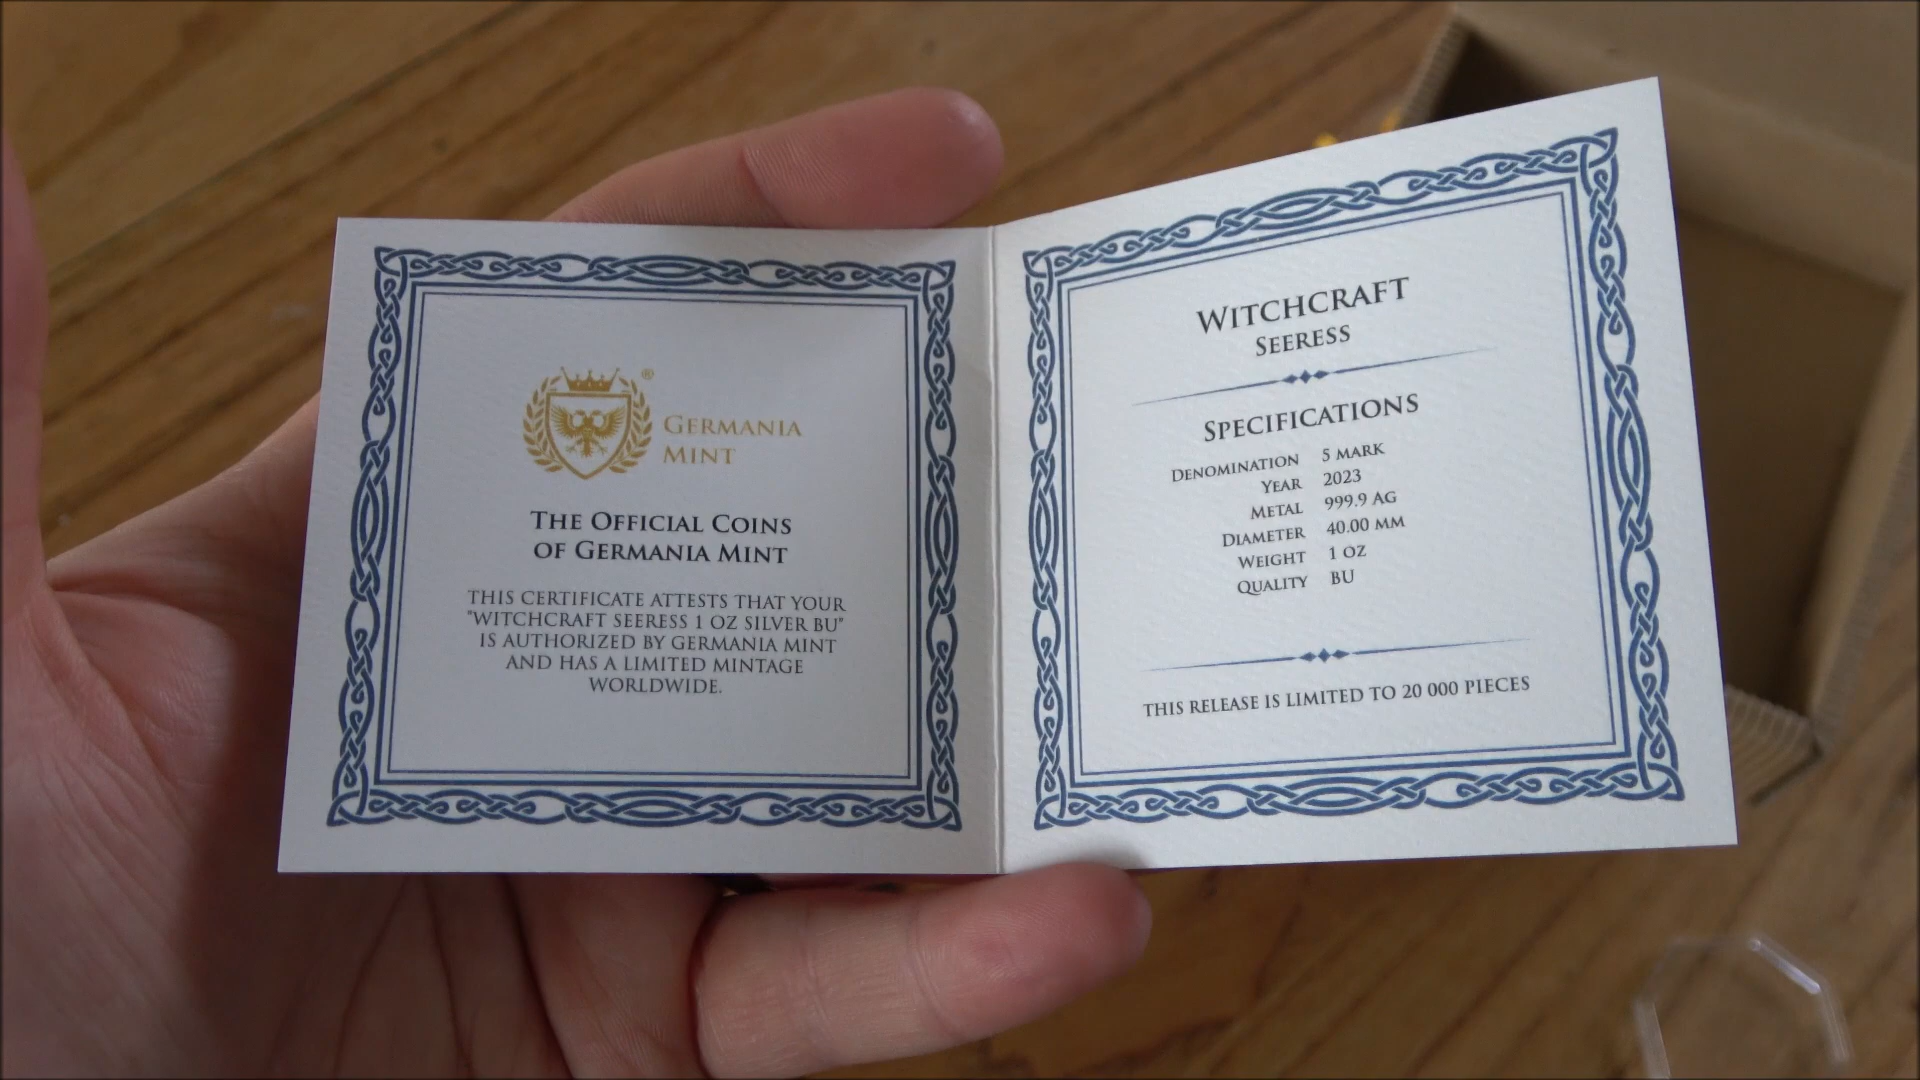 ®
GERMANIA
MINT
THE OFFICIAL COINS
OF GERMANIA MINT
THIS CERTIFICATE ATTESTS THAT YOUR
"WITCHCRAFT SEERESS 1 OZ SILVER BU"
IS AUTHORIZED BY GERMANIA MINT
AND HAS A LIMITED MINTAGE
WORLDWIDE.
WITCHCRAFT
SEERESS
SPECIFICATIONS
DENOMINATION 5 MARK
YEAR 2023
METAL 999.9 AG
DIAMETER 40.00 MM
WEIGHT 1 OZ
QUALITY BU
THIS RELEASE IS LIMITED TO 20 000 PIECES